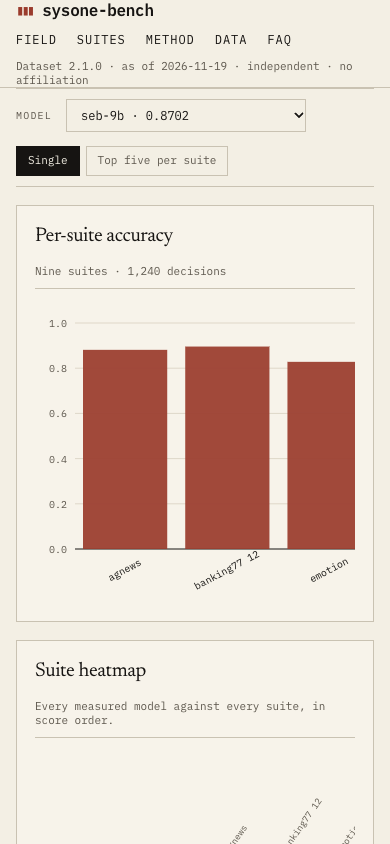 sysone-bench
FIELD SUITES METHOD DATA FAQ
Dataset 2.1.0 · as of 2026-11-19 · independent · no
affiliation
MODEL seb-9b · 0.8702
Single Top five per suite
Per-suite accuracy
Nine suites · 1,240 decisions
1.0
0.8
0.6
0.4
0.2
0.0
agnews banking77 12 emotion
Suite heatmap
Every measured model against every suite, in
score order.